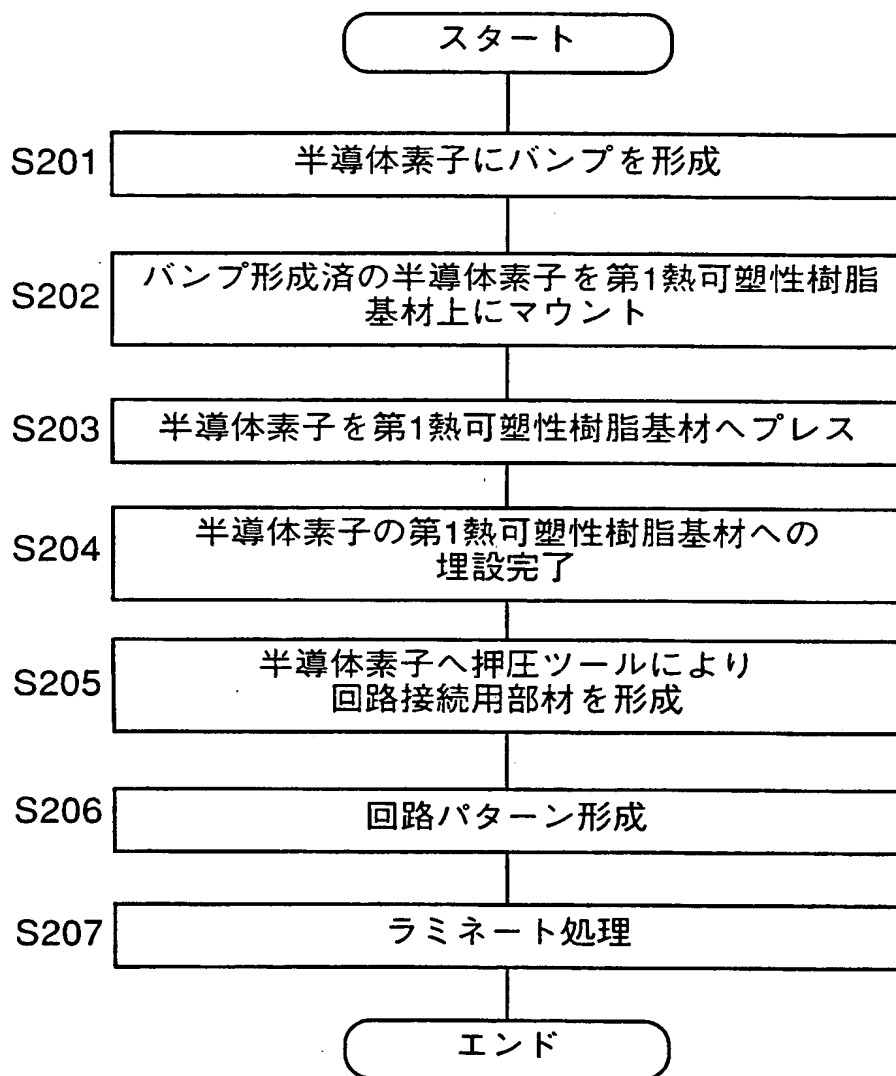 スタート
S201 半導体素子にバンプを形成
S202 バンプ形成済の半導体素子を第1熱可塑性樹脂
基材上にマウント
S203 半導体素子を第1熱可塑性樹脂基材へプレス
S204 半導体素子の第1熱可塑性樹脂基材への
埋設完了
S205 半導体素子へ押圧ツールにより
回路接続用部材を形成
S206 回路パターン形成
S207 ラミネート処理
エンド